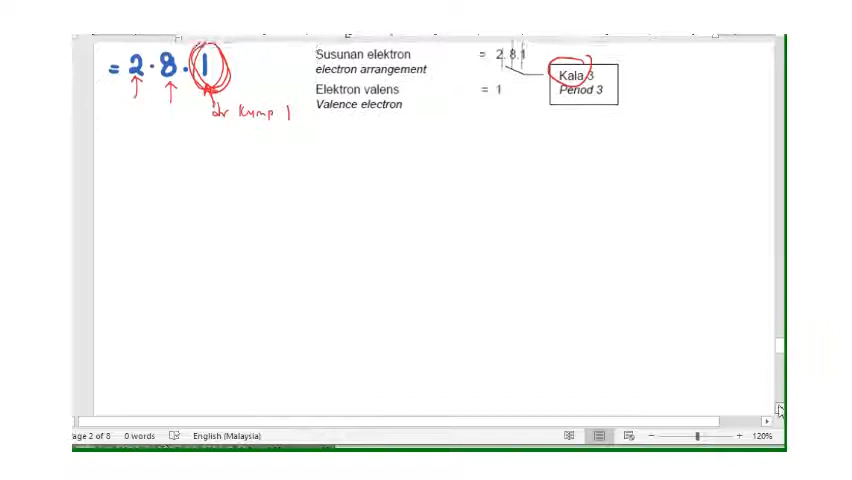 = 2 . 8 . 1
Kump 1
Susunan elektron = 2. 8.1
electron arrangement
Kala 3
Period 3
Elektron valens = 1
Valence electron
age 2 of 8 0 words English (Malaysia) 120%